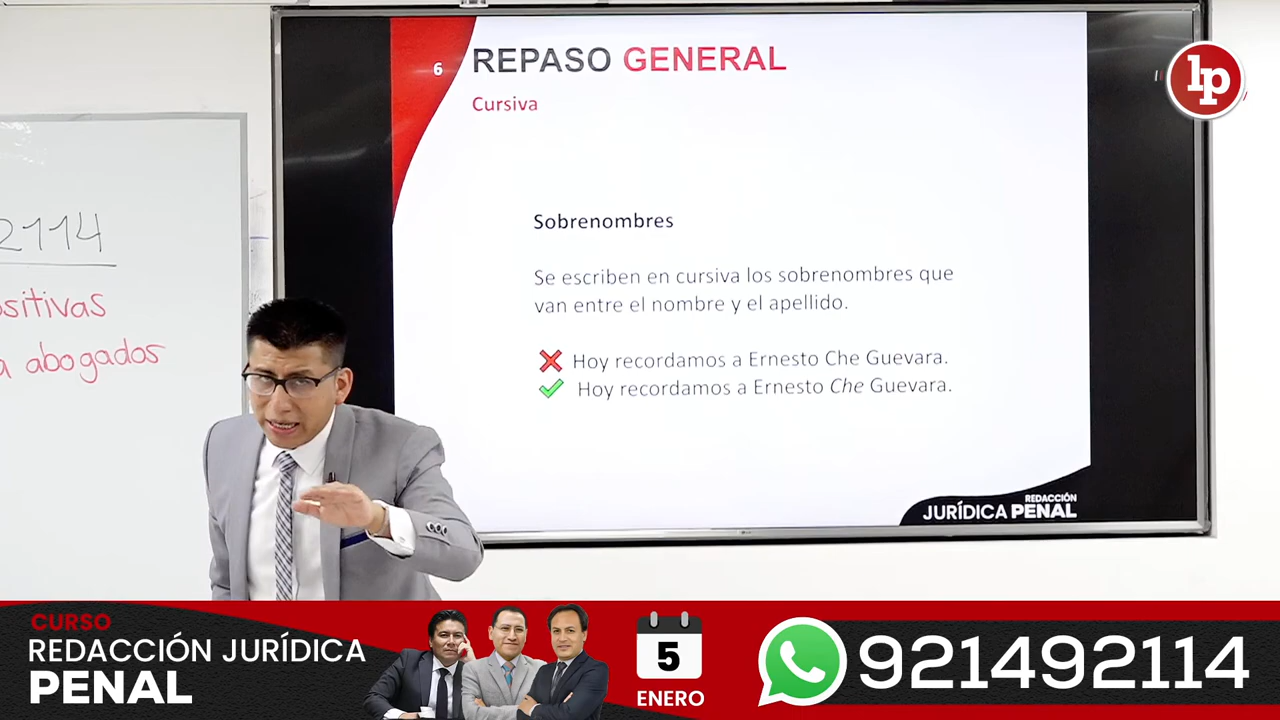 6
REPASO GENERAL
Cursiva
lp
2114
ositivas
a abogados
Sobrenombres
Se escriben en cursiva los sobrenombres que
van entre el nombre y el apellido.
❌ Hoy recordamos a Ernesto Che Guevara.
✅ Hoy recordamos a Ernesto Che Guevara.
REDACCIÓN
JURÍDICA PENAL
CURSO
REDACCIÓN JURÍDICA
PENAL
5
ENERO
921492114